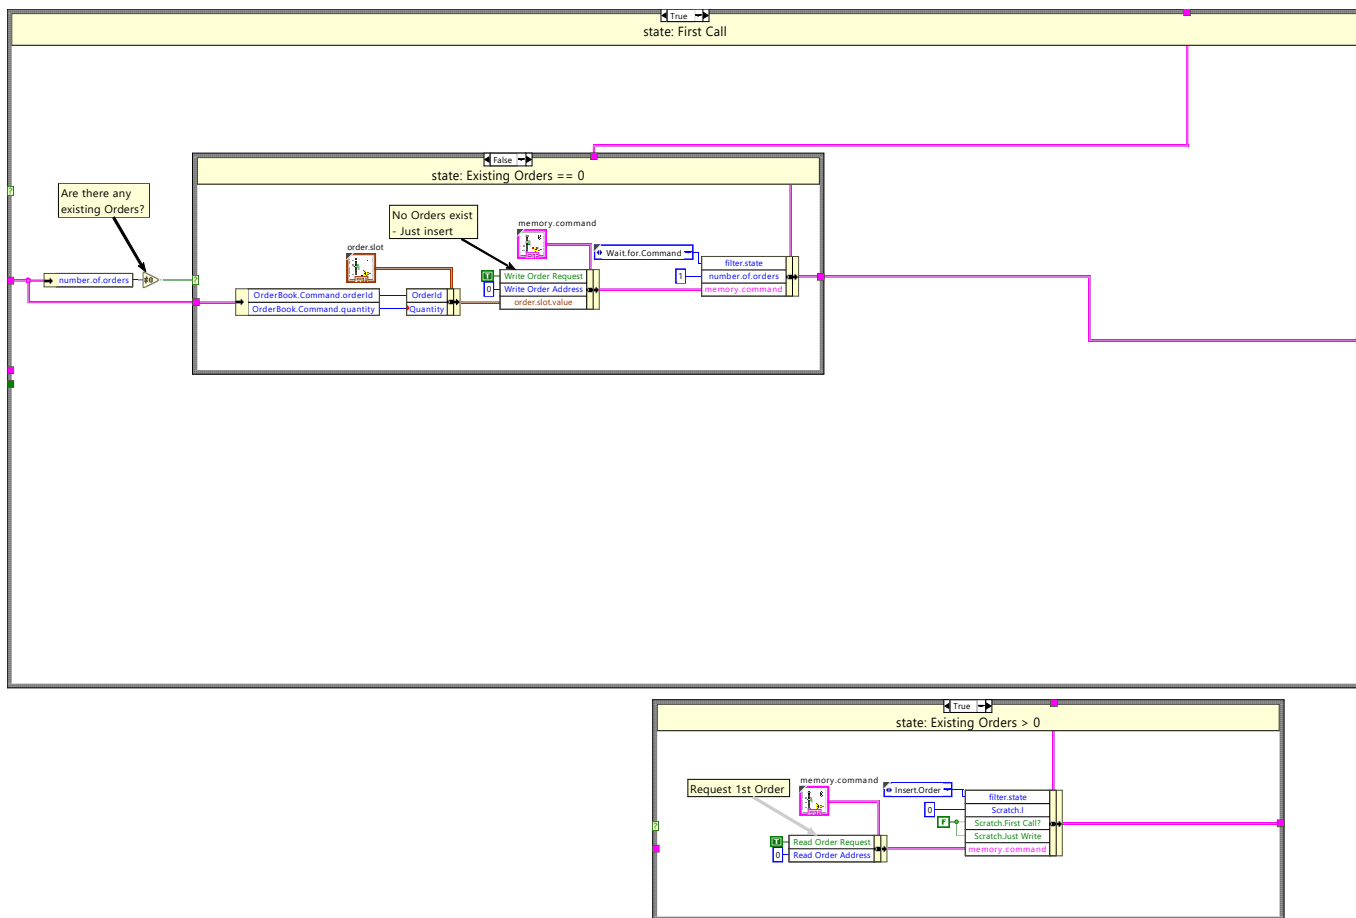 True
state: First Call
False
state: Existing Orders == 0
Are there any
existing Orders?
No Orders exist
- Just insert
memory.command
order.slot
Wait.for.Command
filter.state
number.of.orders
≠0
?
?
?
T
Write Order Request
1
number.of.orders
0
Write Order Address
memory.command
OrderBook.Command.orderId
OrderId
order.slot.value
OrderBook.Command.quantity
Quantity
True
state: Existing Orders > 0
memory.command
Request 1st Order
Insert.Order
filter.state
0
Scratch.I
F
Scratch.First Call?
?
Scratch.Just Write
T
Read Order Request
memory.command
0
Read Order Address